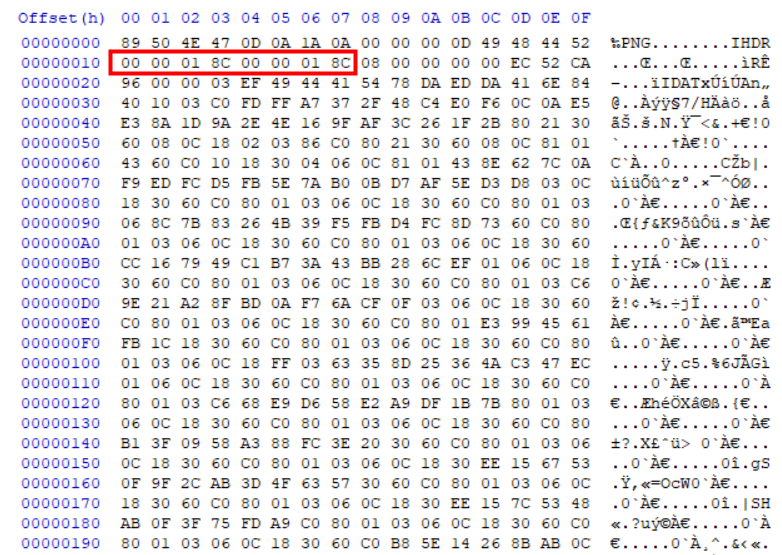 Offset(h) 00 01 02 03 04 05 06 07 08 09 0A 0B 0C 0D 0E 0F
00000000 89 50 4E 47 0D 0A 1A 0A 00 00 00 0D 49 48 44 52 ‰PNG........IHDR
00000010 00 00 01 8C 00 00 01 8C 08 00 00 00 00 EC 52 CA ...Œ...Œ.....ìRÊ
00000020 96 00 00 03 EF 49 44 41 54 78 DA ED DA 41 6E 84 –...ïIDATxÚíÚAn„
00000030 40 10 03 C0 FD FF A7 37 2F 48 C4 E0 F6 0C 0A E5 @..Àýÿ§7/HÄàö..å
00000040 E3 8A 1D 9A 2E 4E 16 9F AF 3C 26 1F 2B 80 21 30 ãŠ.š.N.Ÿ¯<&.+€!0
00000050 60 08 0C 18 02 03 86 C0 80 21 30 60 08 0C 81 01 `.....†À€!0`....
00000060 43 60 C0 10 18 30 04 06 0C 81 01 43 8E 62 7C 0A C`À..0.....CŽb|.
00000070 F9 ED FC D5 FB 5E 7A B0 0B D7 AF 5E D3 D8 03 0C ùíüÕû^z°.×¯^ÓØ..
00000080 18 30 60 C0 80 01 03 06 0C 18 30 60 C0 80 01 03 .0`À€.....0`À€..
00000090 06 8C 7B 83 26 4B 39 F5 FB D4 FC 8D 73 60 C0 80 .Œ{ƒ&K9õûÔü.s`À€
000000A0 01 03 06 0C 18 30 60 C0 80 01 03 06 0C 18 30 60 .....0`À€.....0`
000000B0 CC 16 79 49 C1 B7 3A 43 BB 28 6C EF 01 06 0C 18 Ì.yIÁ·:C»(lï....
000000C0 30 60 C0 80 01 03 06 0C 18 30 60 C0 80 01 03 C6 0`À€.....0`À€..Æ
000000D0 9E 21 A2 8F BD 0A F7 6A CF 0F 03 06 0C 18 30 60 ž!¢.½.÷jÏ.....0`
000000E0 C0 80 01 03 06 0C 18 30 60 C0 80 01 E3 99 45 61 À€.....0`À€.ã™Ea
000000F0 FB 1C 18 30 60 C0 80 01 03 06 0C 18 30 60 C0 80 û..0`À€.....0`À€
00000100 01 03 06 0C 18 FF 03 63 35 8D 25 36 4A C3 47 EC .....ÿ.c5.%6JÃGì
00000110 01 06 0C 18 30 60 C0 80 01 03 06 0C 18 30 60 C0 ....0`À€.....0`À
00000120 80 01 03 C6 68 E9 D6 58 E2 A9 DF 1B 7B 80 01 03 €..ÆhéÖXâ©ß.{€..
00000130 06 0C 18 30 60 C0 80 01 03 06 0C 18 30 60 C0 80 ...0`À€.....0`À€
00000140 B1 3F 09 58 A3 88 FC 3E 20 30 60 C0 80 01 03 06 ±?.X£ˆü> 0`À€...
00000150 0C 18 30 60 C0 80 01 03 06 0C 18 30 EE 15 67 53 ..0`À€.....0î.gS
00000160 0F 9F 2C AB 3D 4F 63 57 30 60 C0 80 01 03 06 0C .Ÿ,«=OcW0`À€....
00000170 18 30 60 C0 80 01 03 06 0C 18 30 EE 15 7C 53 48 .0`À€.....0î.|SH
00000180 AB 0F 3F 75 FD A9 C0 80 01 03 06 0C 18 30 60 C0 «.?uý©À€.....0`À
00000190 80 01 03 06 0C 18 30 60 C0 B8 5E 14 26 8B AB 0C €.....0`À¸^.&‹«.